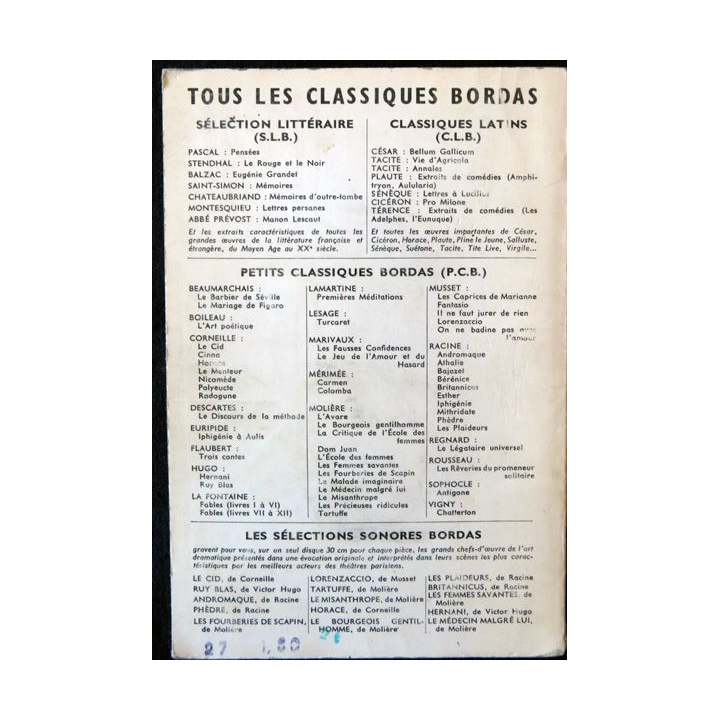 TOUS LES CLASSIQUES BORDAS
SÉLECTION LITTÉRAIRE
(S.L.B.)
PASCAL : Pensées
STENDHAL : Le Rouge et le Noir
BALZAC : Eugénie Grandet
SAINT-SIMON : Mémoires
CHATEAUBRIAND : Mémoires d'outre-tombe
MONTESQUIEU : Lettres persanes
ABBÉ PRÉVOST : Manon Lescaut
Et les extraits caractéristiques de toutes les
grandes œuvres de la littérature française et
étrangère, du Moyen Age au XXe siècle.
CLASSIQUES LATINS
(C.L.B.)
CÉSAR : Bellum Gallicum
TACITE : Vie d'Agricola
TACITE : Annales
PLAUTE : Extraits de comédies (Amphi-
tryon, Aulularia)
SÉNÈQUE : Lettres à Lucilius
CICÉRON : Pro Milone
TÉRENCE : Extraits de comédies (Les
Adelphes, l'Eunuque)
Et toutes les œuvres importantes de César,
Cicéron, Horace, Plaute, Pline le Jeune, Salluste,
Sénèque, Suétone, Tacite, Tite Live, Virgile...
PETITS CLASSIQUES BORDAS (P.C.B.)
BEAUMARCHAIS :
Le Barbier de Séville
Le Mariage de Figaro
BOILEAU :
L'Art poétique
CORNEILLE :
Le Cid
Cinna
Horace
Le Menteur
Nicomède
Polyeucte
Rodogune
DESCARTES :
Le Discours de la méthode
EURIPIDE :
Iphigénie à Aulis
FLAUBERT :
Trois contes
HUGO :
Hernani
Ruy Blas
LA FONTAINE :
Fables (livres I à VI)
Fables (livres VII à XII)
LAMARTINE :
Premières Méditations
LESAGE :
Turcaret
MARIVAUX :
Les Fausses Confidences
Le Jeu de l'Amour et du
Hasard
MÉRIMÉE :
Carmen
Colomba
MOLIÈRE :
L'Avare
Le Bourgeois gentilhomme
La Critique de l'École des
femmes
Dom Juan
L'École des femmes
Les Femmes savantes
Les Fourberies de Scapin
Le Malade imaginaire
Le Médecin malgré lui
Le Misanthrope
Les Précieuses ridicules
Tartuffe
MUSSET :
Les Caprices de Marianne
Fantasio
Il ne faut jurer de rien
Lorenzaccio
On ne badine pas avec
l'amour
RACINE :
Andromaque
Athalie
Bajazet
Bérénice
Britannicus
Esther
Iphigénie
Mithridate
Phèdre
Les Plaideurs
REGNARD :
Le Légataire universel
ROUSSEAU :
Les Rêveries du promeneur
solitaire
SOPHOCLE :
Antigone
VIGNY :
Chatterton
LES SÉLECTIONS SONORES BORDAS
gravent pour vous, sur un seul disque 30 cm pour chaque pièce, les grands chefs-d'œuvre de l'art
dramatique présentés dans une évocation originale et interprétés dans leurs scènes les plus carac-
téristiques par les meilleurs acteurs des théâtres parisiens.
LE CID, de Corneille
RUY BLAS, de Victor Hugo
ANDROMAQUE, de Racine
PHÈDRE, de Racine
LES FOURBERIES DE SCAPIN,
de Molière
LORENZACCIO, de Musset
TARTUFFE, de Molière
LE MISANTHROPE, de Molière
HORACE, de Corneille
LE BOURGEOIS GENTIL-
HOMME, de Molière
LES PLAIDEURS, de Racine
BRITANNICUS, de Racine
LES FEMMES SAVANTES, de
Molière
HERNANI, de Victor Hugo
LE MÉDECIN MALGRÉ LUI,
de Molière
27